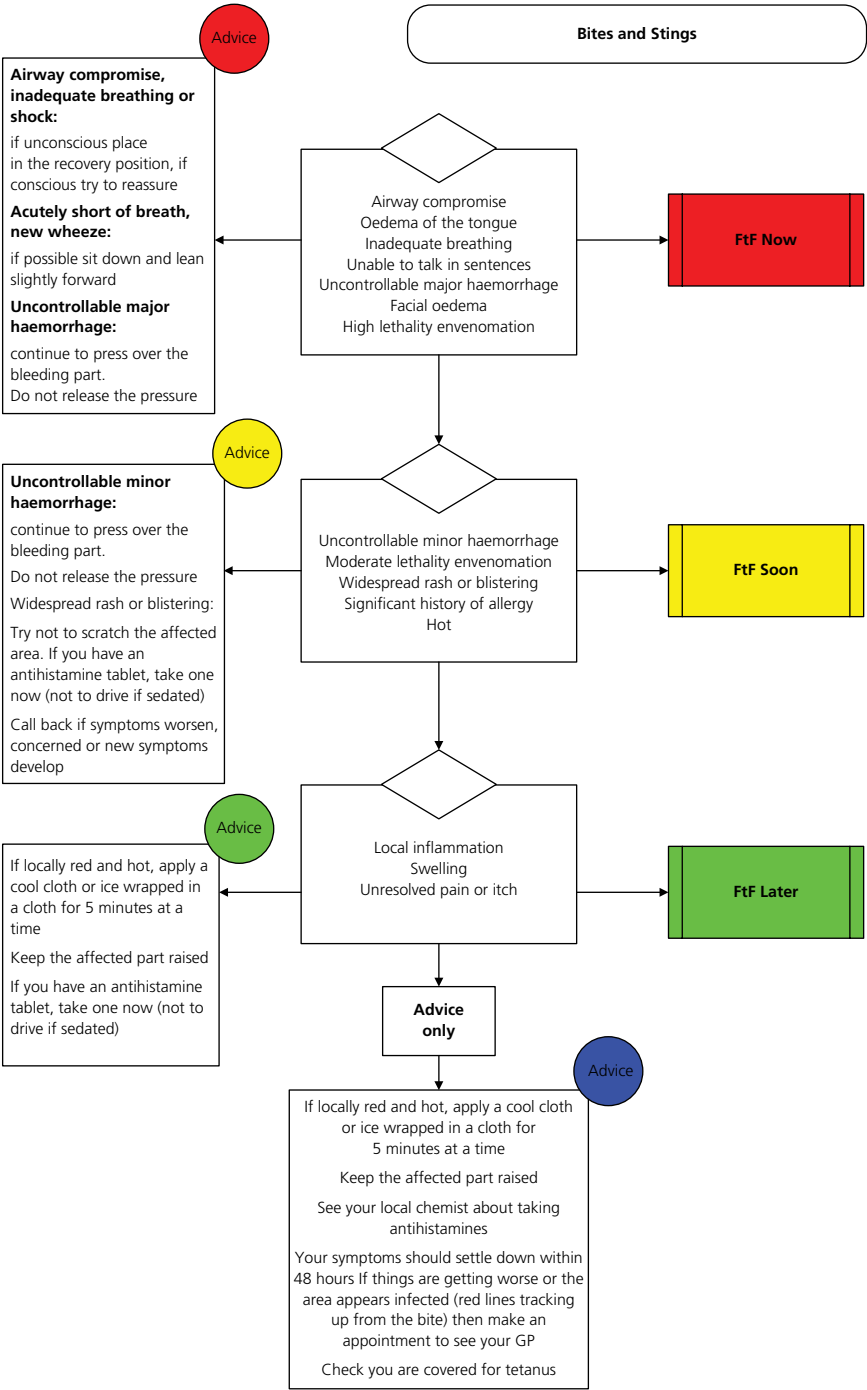 Bites and Stings
Advice
Airway compromise,
inadequate breathing or
shock:
if unconscious place
in the recovery position, if
conscious try to reassure
Acutely short of breath,
new wheeze:
if possible sit down and lean
slightly forward
Uncontrollable major
haemorrhage:
continue to press over the
bleeding part.
Do not release the pressure
Airway compromise
Oedema of the tongue
Inadequate breathing
Unable to talk in sentences
Uncontrollable major haemorrhage
Facial oedema
High lethality envenomation
FtF Now
Advice
Uncontrollable minor
haemorrhage:
continue to press over the
bleeding part.
Do not release the pressure
Widespread rash or blistering:
Try not to scratch the affected
area. If you have an
antihistamine tablet, take one
now (not to drive if sedated)
Call back if symptoms worsen,
concerned or new symptoms
develop
Uncontrollable minor haemorrhage
Moderate lethality envenomation
Widespread rash or blistering
Significant history of allergy
Hot
FtF Soon
Advice
If locally red and hot, apply a
cool cloth or ice wrapped in
a cloth for 5 minutes at a
time
Keep the affected part raised
If you have an antihistamine
tablet, take one now (not to
drive if sedated)
Local inflammation
Swelling
Unresolved pain or itch
FtF Later
Advice
only
Advice
If locally red and hot, apply a cool cloth
or ice wrapped in a cloth for
5 minutes at a time
Keep the affected part raised
See your local chemist about taking
antihistamines
Your symptoms should settle down within
48 hours If things are getting worse or the
area appears infected (red lines tracking
up from the bite) then make an
appointment to see your GP
Check you are covered for tetanus